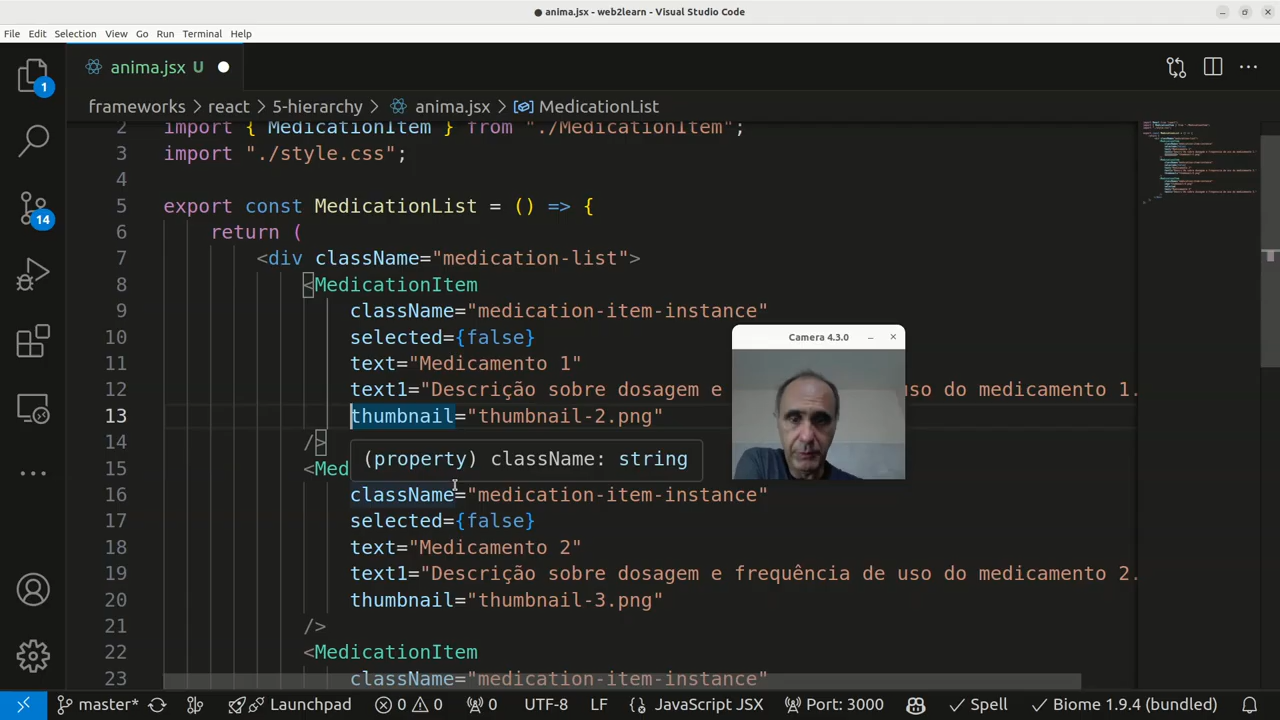 ● anima.jsx - web2learn - Visual Studio Code
File Edit Selection View Go Run Terminal Help
1
anima.jsx U
frameworks > react > 5-hierarchy > anima.jsx > MedicationList
2 import { MedicationItem } from "./MedicationItem";
3 import "./style.css";
4
5 export const MedicationList = () => {
6 return (
7 <div className="medication-list">
8 <MedicationItem
9 className="medication-item-instance"
10 selected={false}
11 text="Medicamento 1"
12 text1="Descrição sobre dosagem e uso do medicamento 1.
13 thumbnail="thumbnail-2.png"
14 />
(property) className: string
15 <Med
16 className="medication-item-instance"
17 selected={false}
18 text="Medicamento 2"
19 text1="Descrição sobre dosagem e frequência de uso do medicamento 2.
20 thumbnail="thumbnail-3.png"
21 />
22 <MedicationItem
23 className="medication-item-instance"
Camera 4.3.0
14
master* Launchpad 0 0 0 UTF-8 LF {} JavaScript JSX Port: 3000 Spell Biome 1.9.4 (bundled)